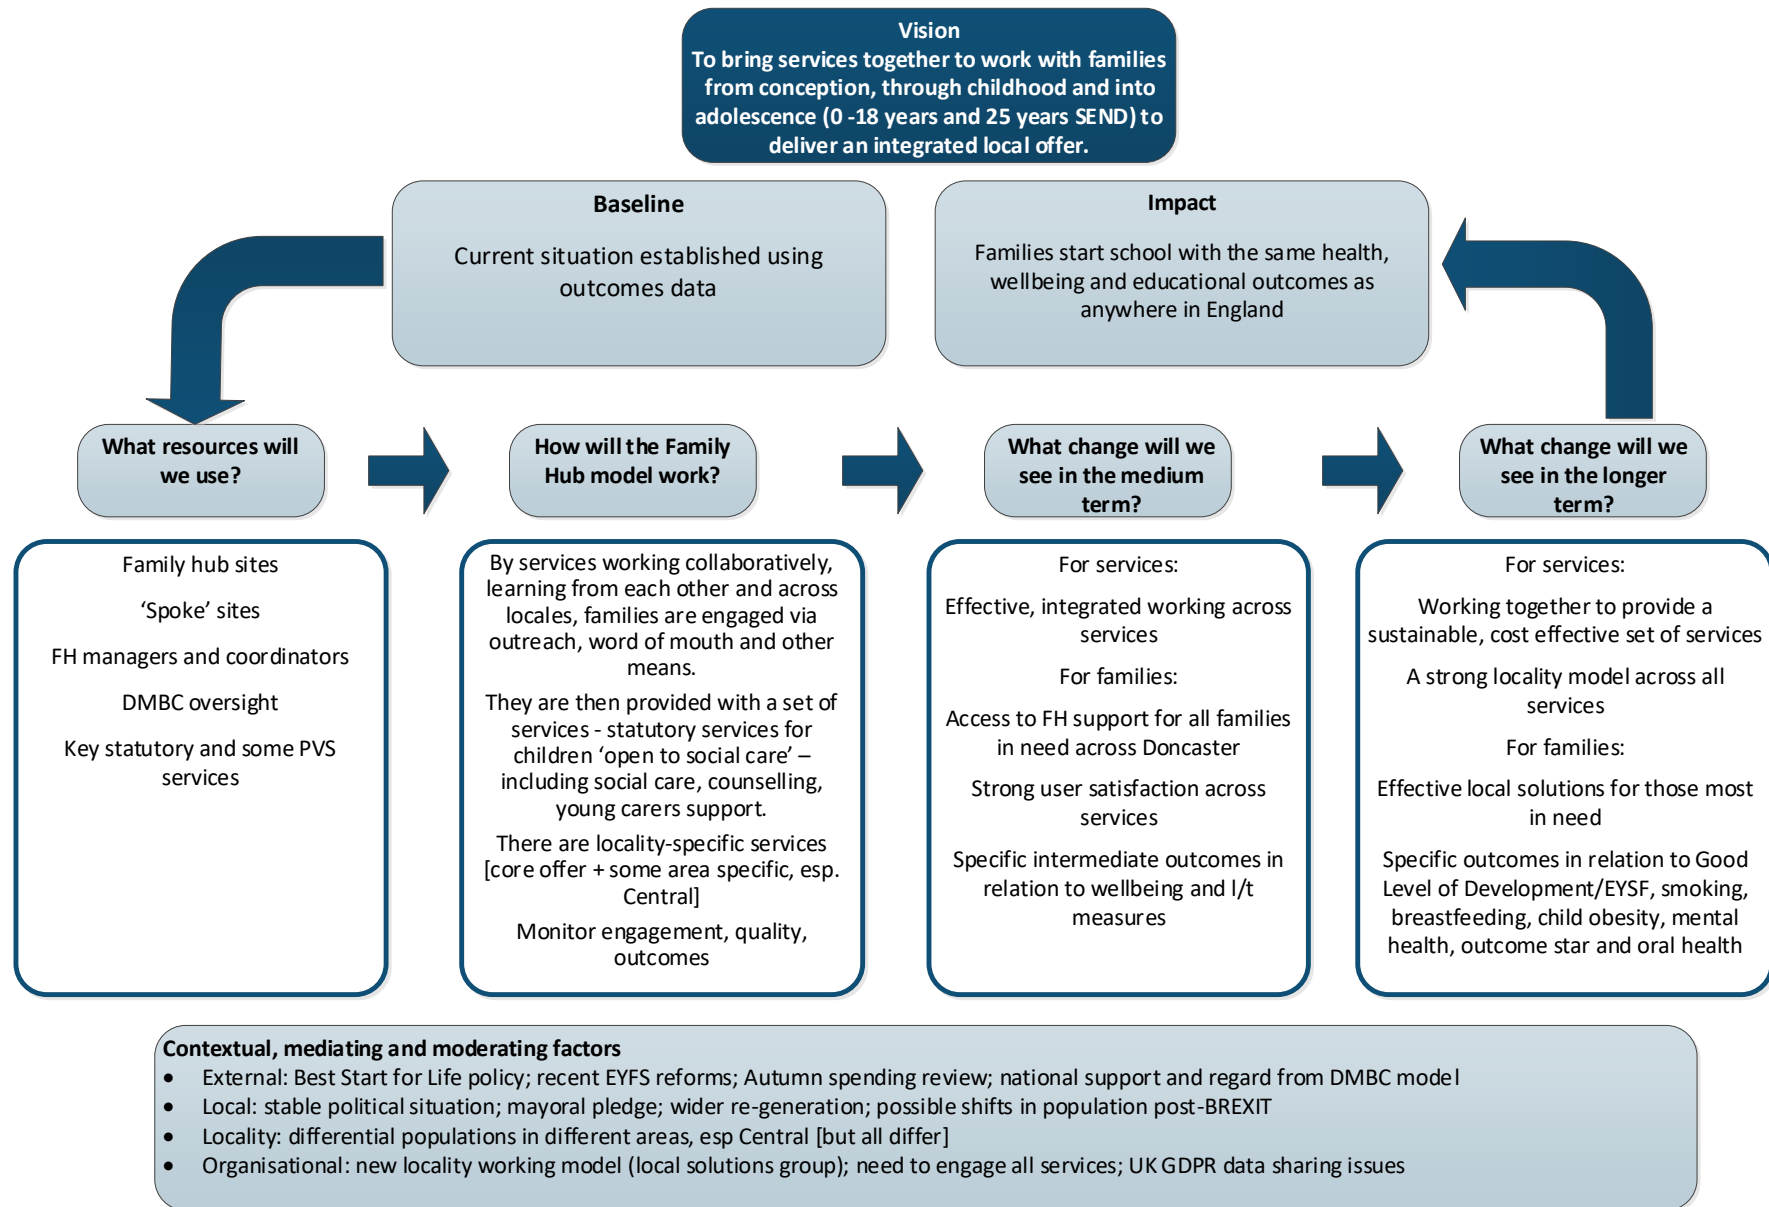 Vision
To bring services together to work with families
from conception, through childhood and into
adolescence (0 -18 years and 25 years SEND) to
deliver an integrated local offer.
Baseline
Current situation established using
outcomes data
Impact
Families start school with the same health,
wellbeing and educational outcomes as
anywhere in England
What resources will
we use?
How will the Family
Hub model work?
What change will we
see in the medium
term?
What change will we
see in the longer
term?
Family hub sites
‘Spoke’ sites
FH managers and coordinators
DMBC oversight
Key statutory and some PVS
services
By services working collaboratively,
learning from each other and across
locales, families are engaged via
outreach, word of mouth and other
means.
They are then provided with a set of
services - statutory services for
children ‘open to social care’ –
including social care, counselling,
young carers support.
There are locality-specific services
[core offer + some area specific, esp.
Central]
Monitor engagement, quality,
outcomes
For services:
Effective, integrated working across
services
For families:
Access to FH support for all families
in need across Doncaster
Strong user satisfaction across
services
Specific intermediate outcomes in
relation to wellbeing and l/t
measures
For services:
Working together to provide a
sustainable, cost effective set of services
A strong locality model across all
services
For families:
Effective local solutions for those most
in need
Specific outcomes in relation to Good
Level of Development/EYSF, smoking,
breastfeeding, child obesity, mental
health, outcome star and oral health
Contextual, mediating and moderating factors
• External: Best Start for Life policy; recent EYFS reforms; Autumn spending review; national support and regard from DMBC model
• Local: stable political situation; mayoral pledge; wider re-generation; possible shifts in population post-BREXIT
• Locality: differential populations in different areas, esp Central [but all differ]
• Organisational: new locality working model (local solutions group); need to engage all services; UK GDPR data sharing issues